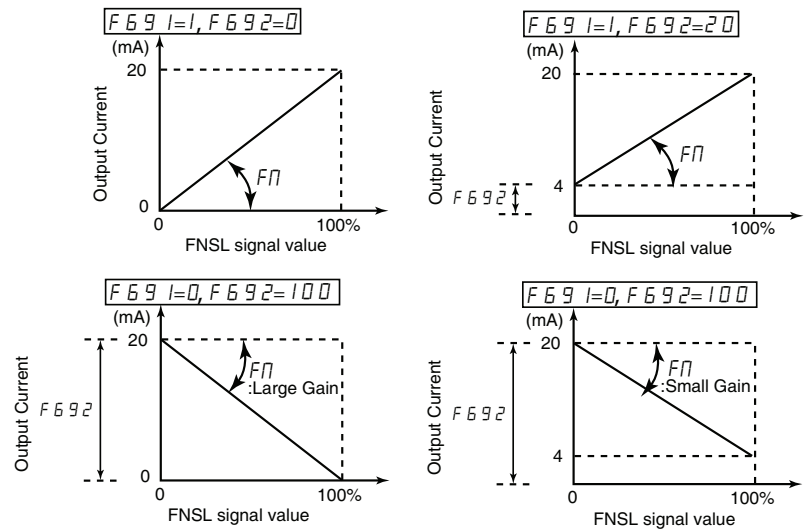 F691=1, F692=0
(mA)
20
Output Current
FM
0
0
100%
FNSL signal value
F691=1, F692=20
(mA)
20
Output Current
FM
4
F692
0
100%
FNSL signal value
F691=0, F692=100
(mA)
20
Output Current
F692
FM
:Large Gain
0
0
100%
FNSL signal value
F691=0, F692=100
(mA)
20
Output Current
F692
FM
:Small Gain
4
0
100%
FNSL signal value